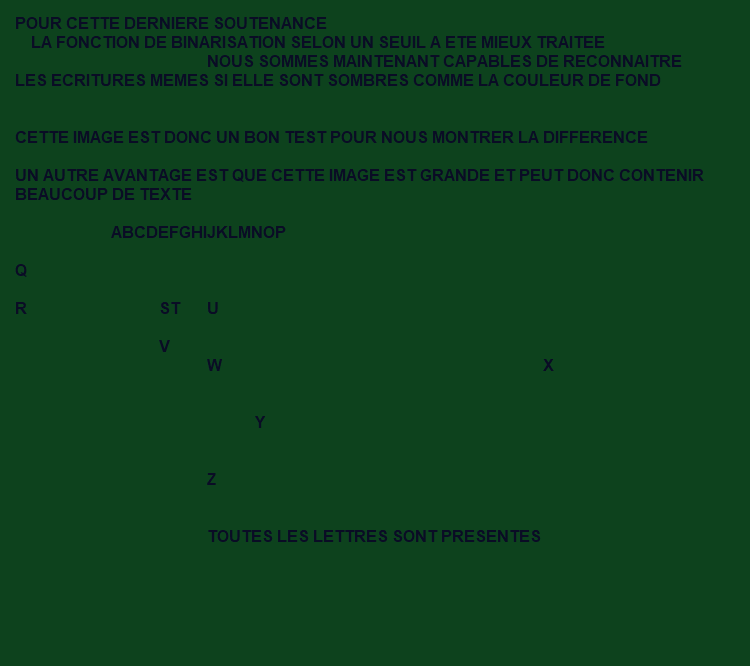 POUR CETTE DERNIERE SOUTENANCE
LA FONCTION DE BINARISATION SELON UN SEUIL A ETE MIEUX TRAITEE
NOUS SOMMES MAINTENANT CAPABLES DE RECONNAITRE
LES ECRITURES MEMES SI ELLE SONT SOMBRES COMME LA COULEUR DE FOND
CETTE IMAGE EST DONC UN BON TEST POUR NOUS MONTRER LA DIFFERENCE
UN AUTRE AVANTAGE EST QUE CETTE IMAGE EST GRANDE ET PEUT DONC CONTENIR
BEAUCOUP DE TEXTE
ABCDEFGHIJKLMNOP
Q
R ST U
V
W X
Y
Z
TOUTES LES LETTRES SONT PRESENTES